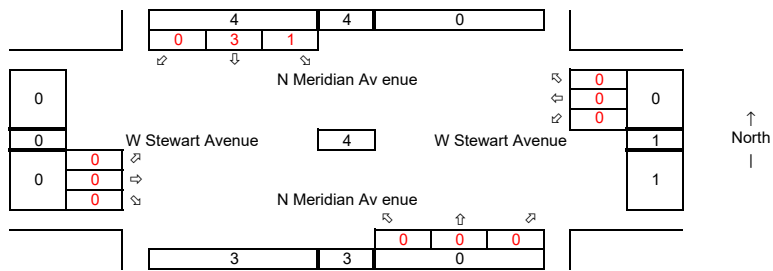 4 4 0
0 3 1
⬃ ⇩ ⬂
N Meridian Av enue
⬁ 0
0 ⇦ 0 0
⬃ 0
0 W Stewart Avenue 4 W Stewart Avenue 1
↑
North
|
0 ⬀
0 0 ⇨ 1
0 ⬂
N Meridian Av enue
⬁ ⇧ ⬀
0 0 0
3 3 0